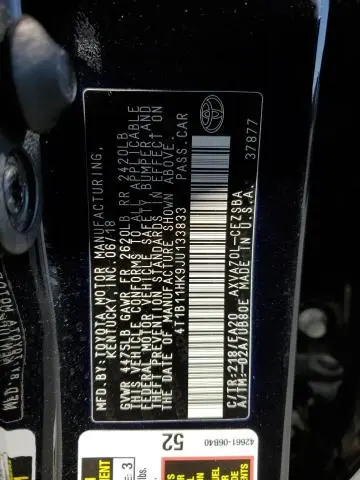 MFD. BY: TOYOTA MOTOR MANUFACTURING,
KENTUCKY, INC. 06/18
GVWR 4475LB GAWR FR 2620LB RR 2420LB
THIS VEHICLE CONFORMS TO ALL APPLICABLE
FEDERAL MOTOR VEHICLE SAFETY, BUMPER, AND
THEFT PREVENTION STANDARDS IN EFFECT ON
THE DATE OF MANUFACTURE SHOWN ABOVE.
4T1B11HK9JU133833 PASS. CAR
C/TR: 218/EA20 AXVA70L-CEZSBA
A/TM: -02A/UB80E MADE IN U.S.A.
37877
52
42661-06B40
3
lbs.